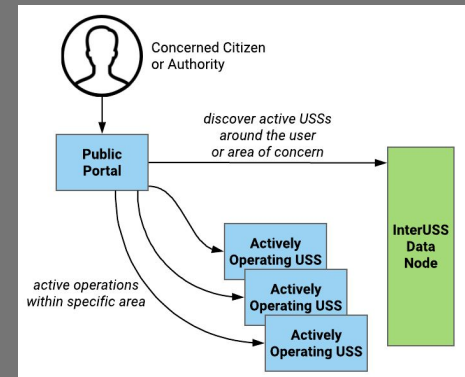 Concerned Citizen
or Authority
discover active USSs
around the user
or area of concern
Public
Portal
InterUSS
Data
Node
Actively
Operating USS
Actively
Operating USS
Actively
Operating USS
active operations
within specific area